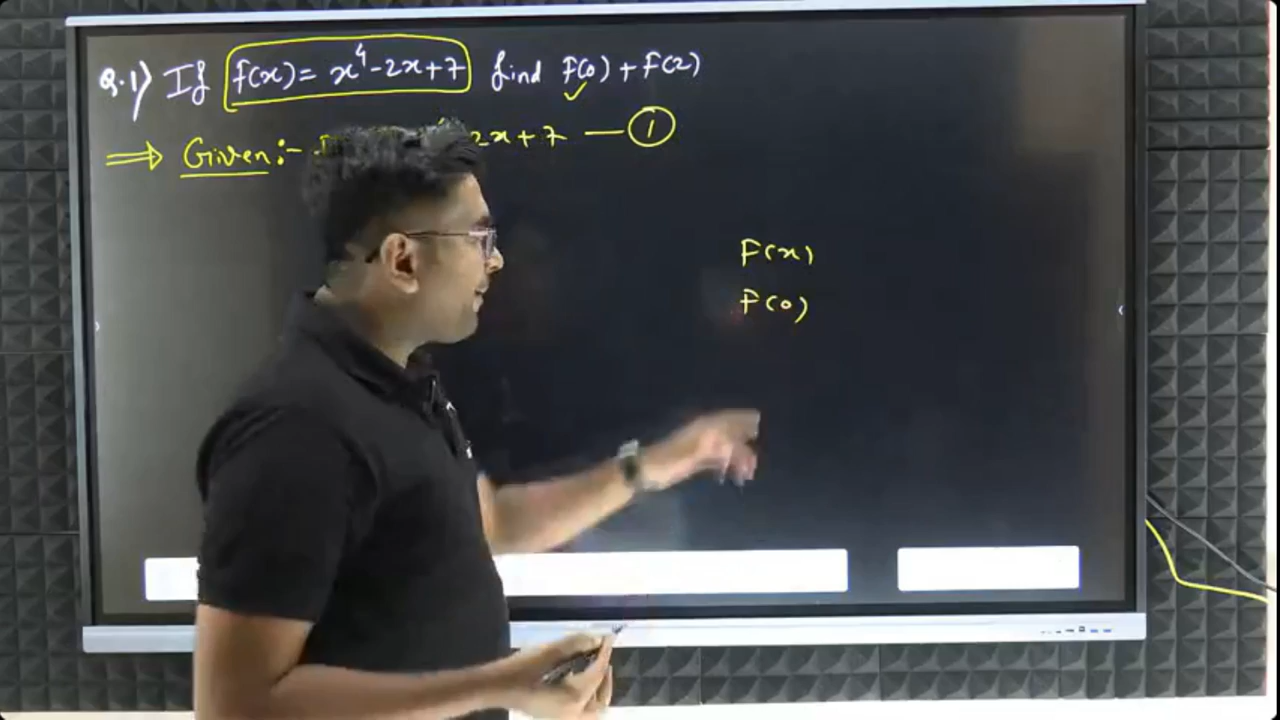 Q.1) If f(x) = x⁴-2x+7 find f(0) + f(2)
⟹ Given:- 2x+7 — ①
F(x)
F(0)